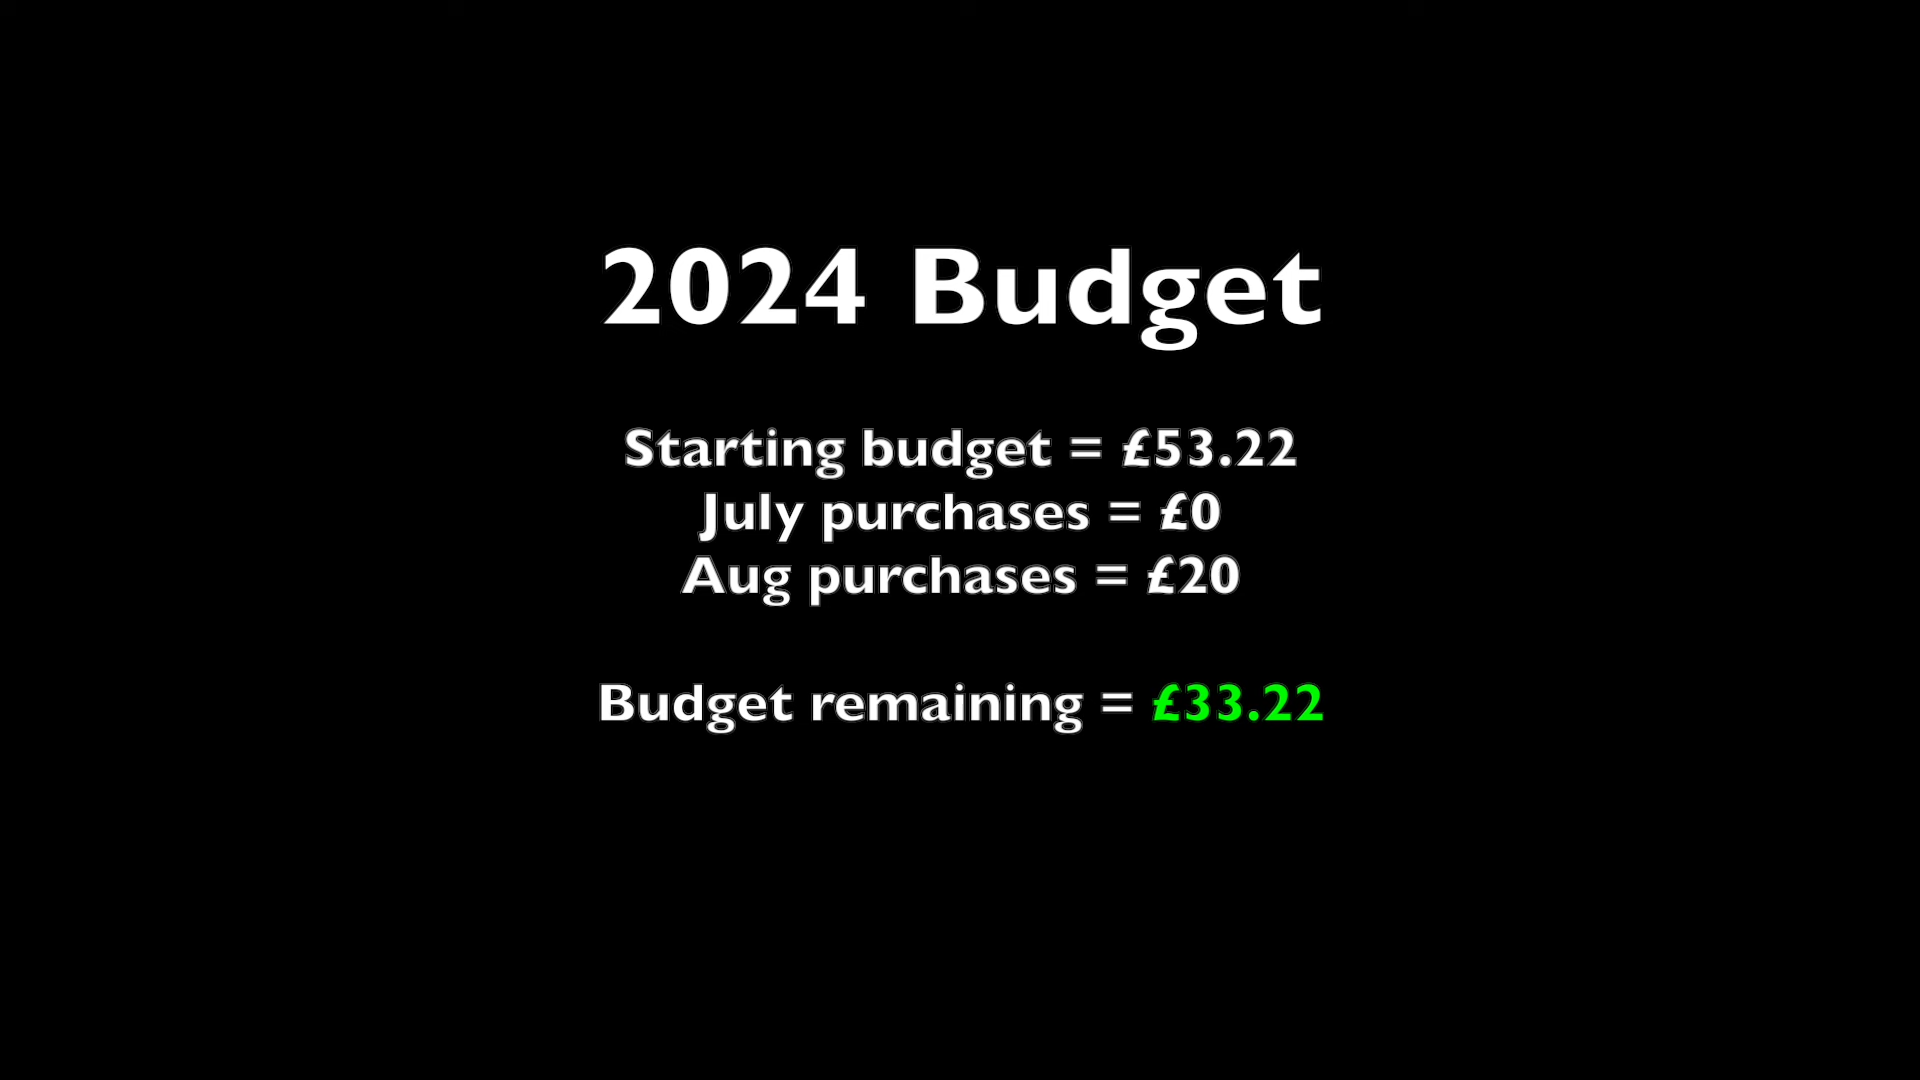 2024 Budget
Starting budget = £53.22
July purchases = £0
Aug purchases = £20
Budget remaining = £33.22